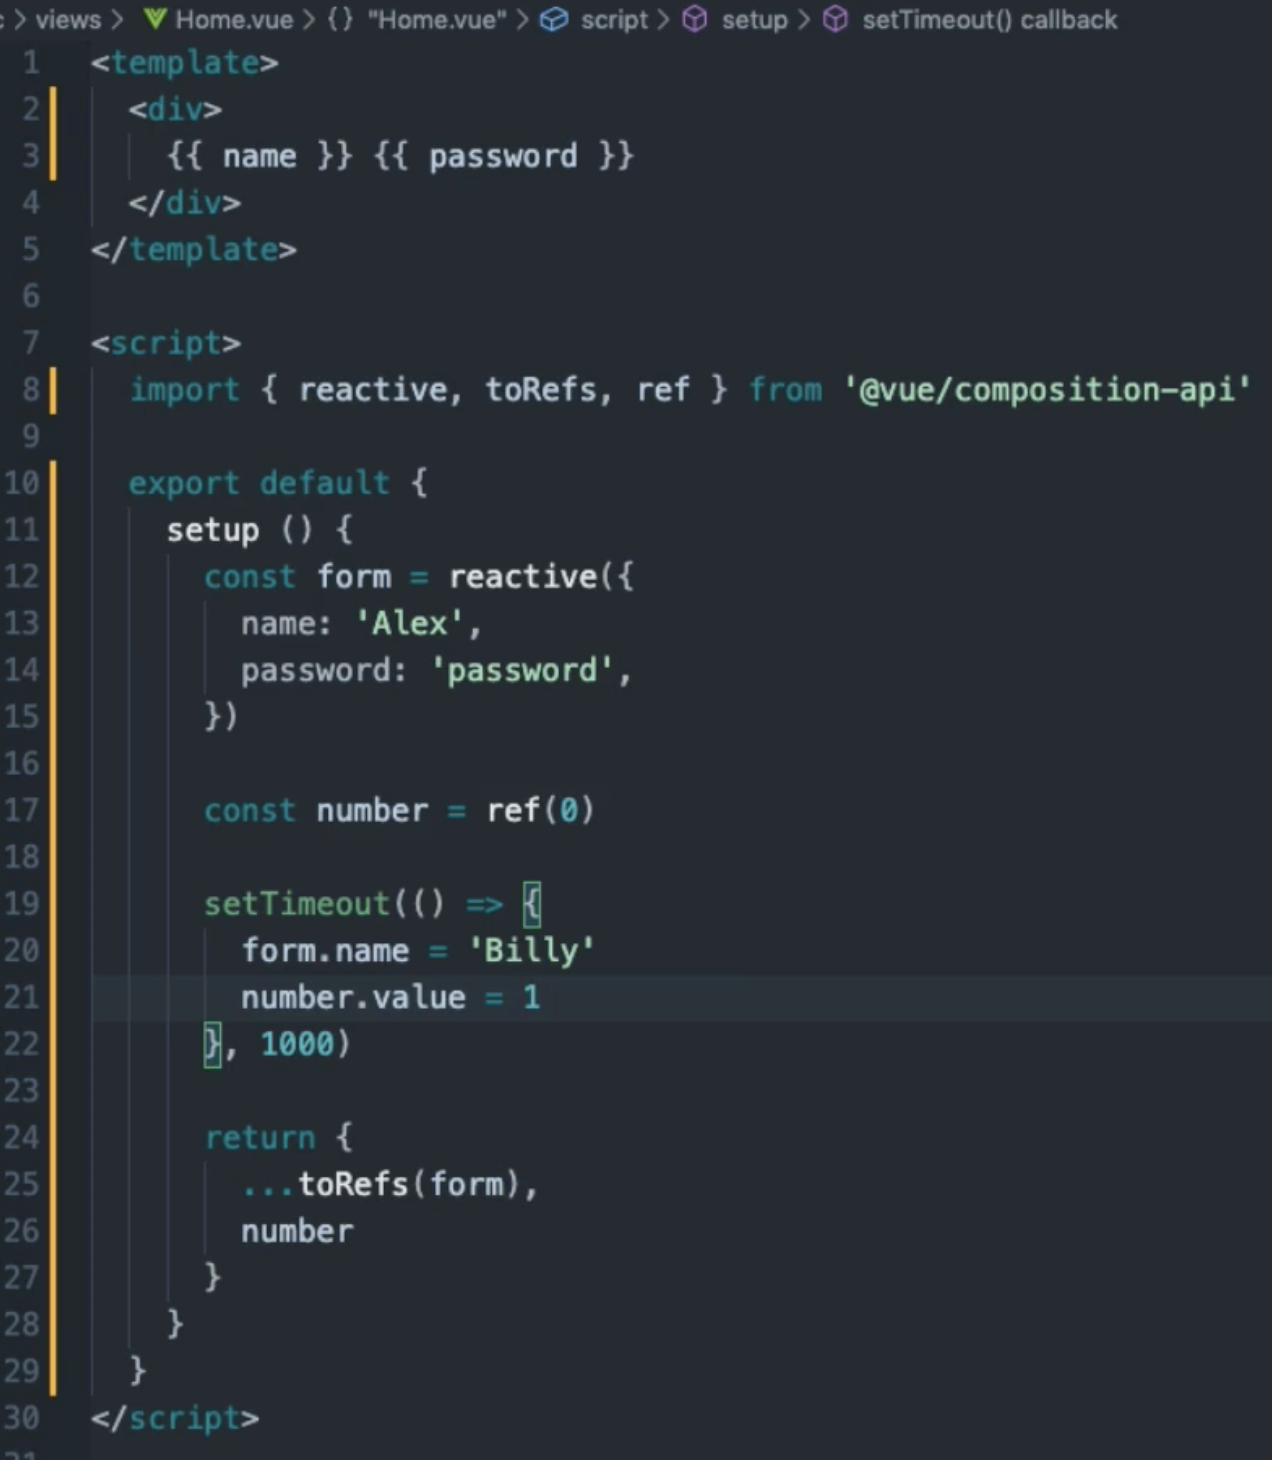 views > Home.vue > {} "Home.vue" > script > setup > setTimeout() callback
1 <template>
2 <div>
3 {{ name }} {{ password }}
4 </div>
5 </template>
6
7 <script>
8 import { reactive, toRefs, ref } from '@vue/composition-api'
9
10 export default {
11 setup () {
12 const form = reactive({
13 name: 'Alex',
14 password: 'password',
15 })
16
17 const number = ref(0)
18
19 setTimeout(() => {
20 form.name = 'Billy'
21 number.value = 1
22 }, 1000)
23
24 return {
25 ...toRefs(form),
26 number
27 }
28 }
29 }
30 </script>